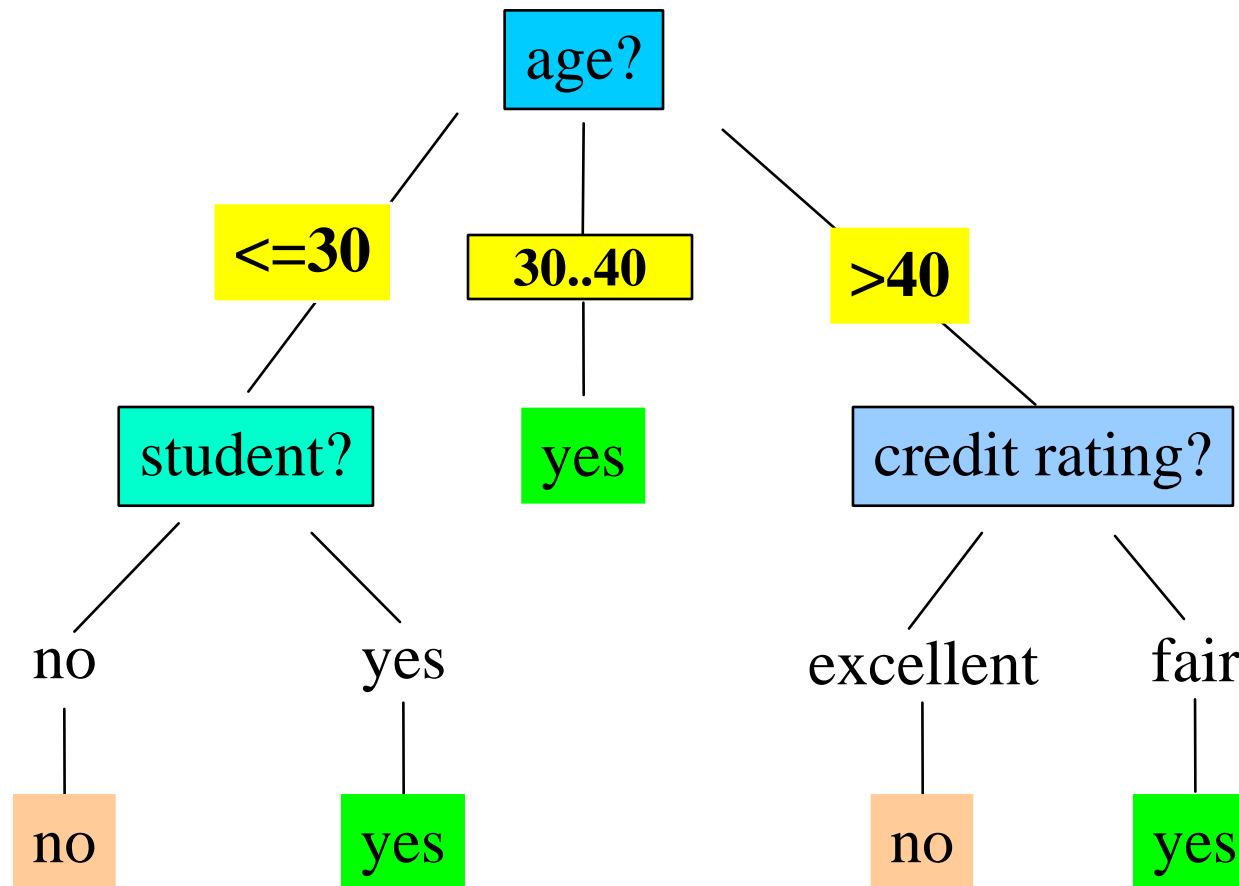 age?
<=30
30..40
>40
student?
yes
credit rating?
no
yes
excellent
fair
no
yes
no
yes